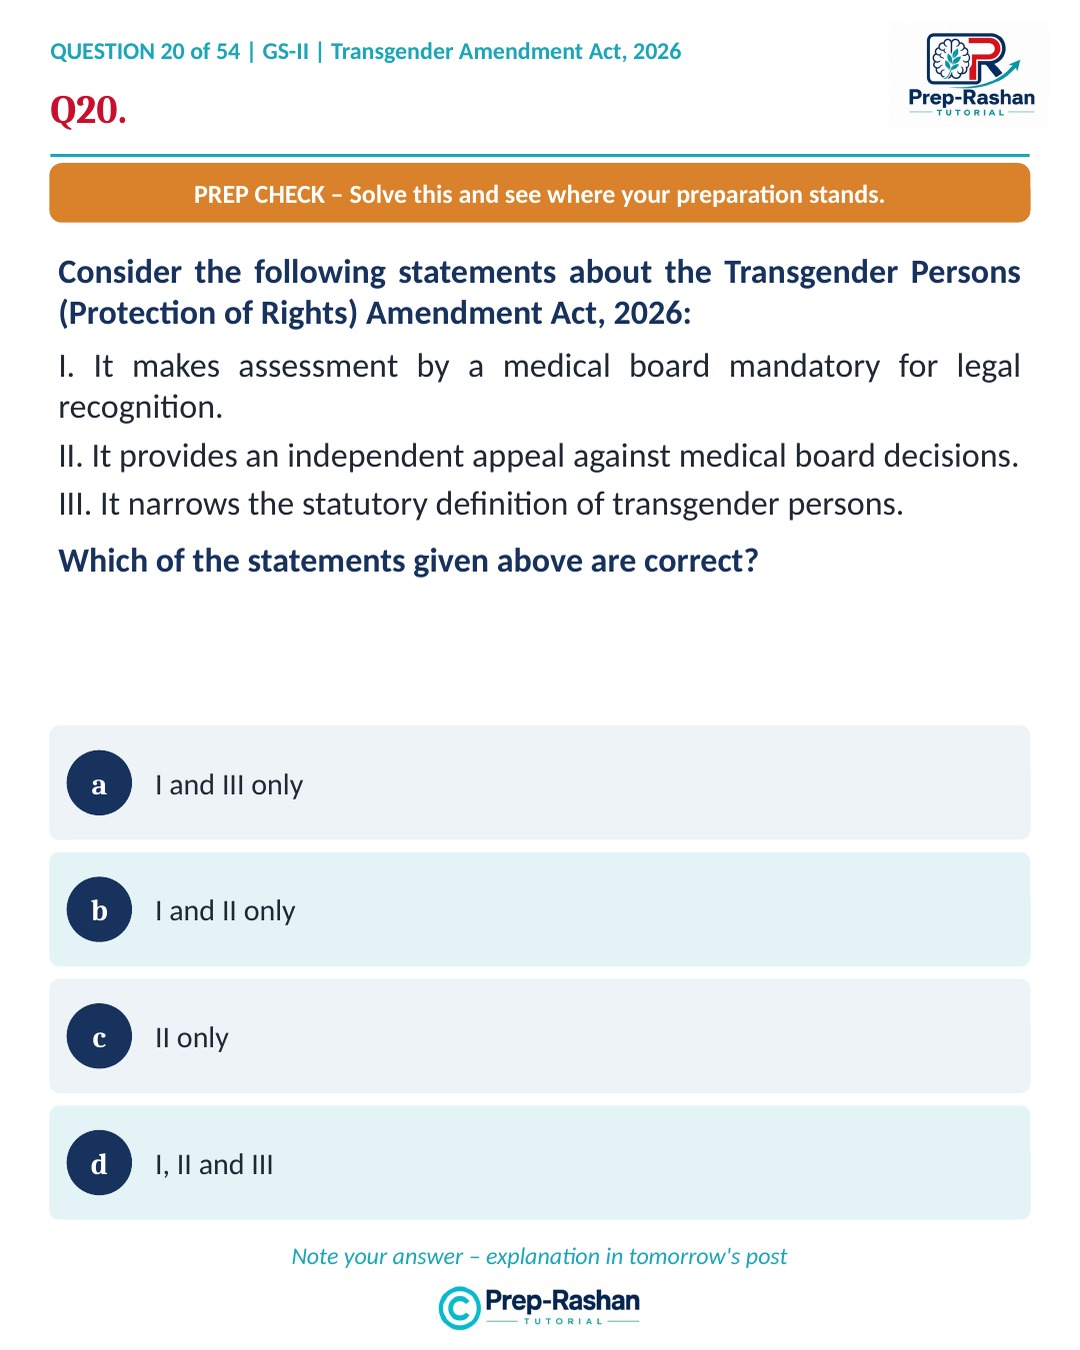 QUESTION 20 of 54 | GS-II | Transgender Amendment Act, 2026
Prep-Rashan
TUTORIAL
Q20.
PREP CHECK – Solve this and see where your preparation stands.
Consider the following statements about the Transgender Persons
(Protection of Rights) Amendment Act, 2026:
I. It makes assessment by a medical board mandatory for legal
recognition.
II. It provides an independent appeal against medical board decisions.
III. It narrows the statutory definition of transgender persons.
Which of the statements given above are correct?
a I and III only
b I and II only
c II only
d I, II and III
Note your answer – explanation in tomorrow's post
© Prep-Rashan
TUTORIAL